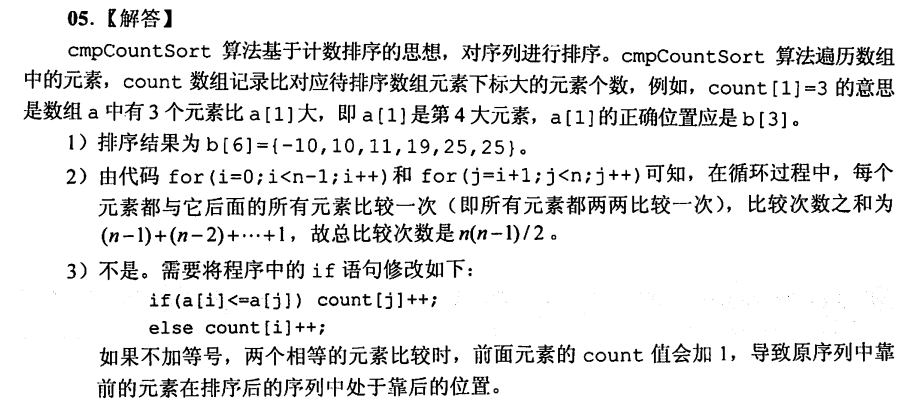 05.【解答】
cmpCountSort 算法基于计数排序的思想，对序列进行排序。cmpCountSort 算法遍历数组
中的元素，count 数组记录比对应待排序数组元素下标大的元素个数，例如，count[1]=3 的意思
是数组 a 中有 3 个元素比 a[1]大，即 a[1]是第 4 大元素，a[1]的正确位置应是 b[3]。
1）排序结果为 b[6]={-10,10,11,19,25,25}。
2）由代码 for(i=0;i<n-1;i++)和 for(j=i+1;j<n;j++)可知，在循环过程中，每个
元素都与它后面的所有元素比较一次（即所有元素都两两比较一次），比较次数之和为
(n-1)+(n-2)+···+1，故总比较次数是 n(n-1)/2。
3）不是。需要将程序中的 if 语句修改如下：
if(a[i]<=a[j]) count[j]++;
else count[i]++;
如果不加等号，两个相等的元素比较时，前面元素的 count 值会加 1，导致原序列中靠
前的元素在排序后的序列中处于靠后的位置。